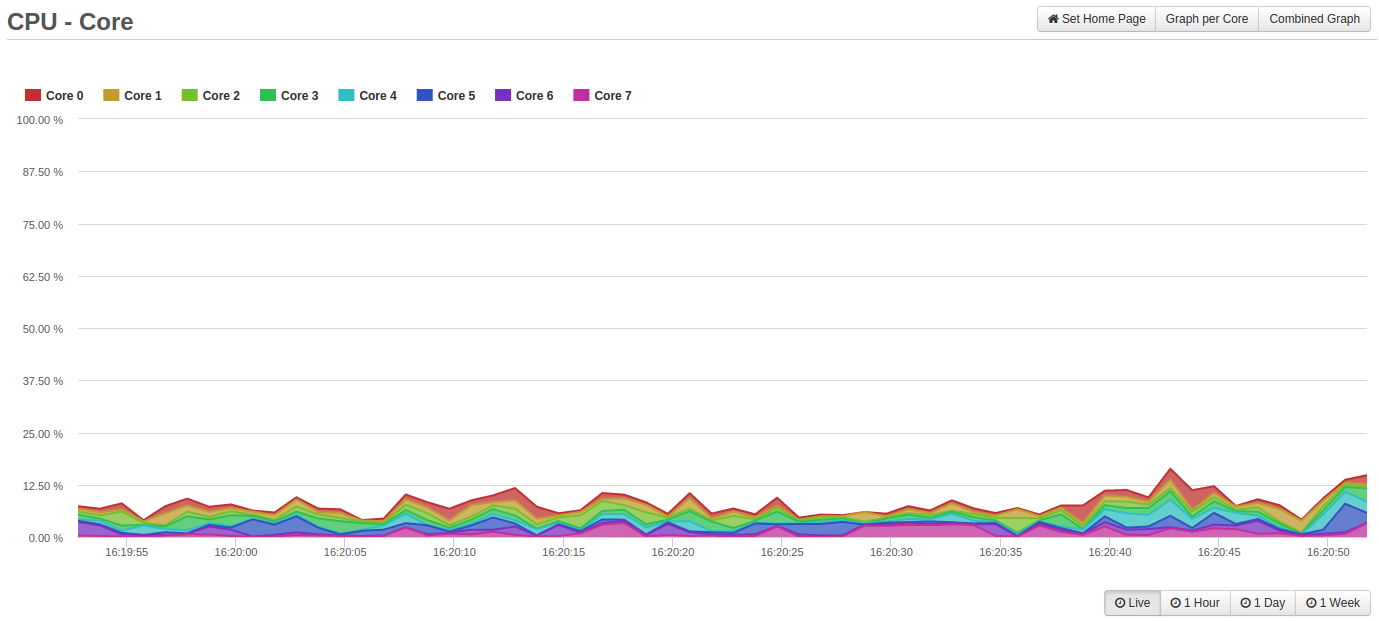 CPU - Core
Set Home Page Graph per Core Combined Graph
Core 0 Core 1 Core 2 Core 3 Core 4 Core 5 Core 6 Core 7
100.00 %
87.50 %
75.00 %
62.50 %
50.00 %
37.50 %
25.00 %
12.50 %
0.00 %
16:19:55 16:20:00 16:20:05 16:20:10 16:20:15 16:20:20 16:20:25 16:20:30 16:20:35 16:20:40 16:20:45 16:20:50
Live 1 Hour 1 Day 1 Week